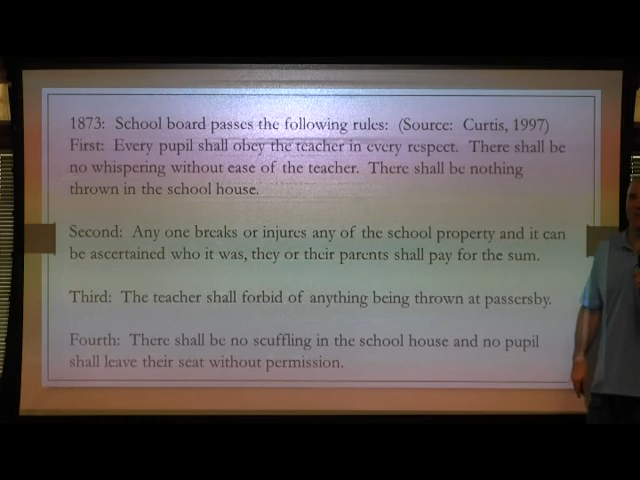 1873: School board passes the following rules: (Source: Curtis, 1997)
First: Every pupil shall obey the teacher in every respect. There shall be
no whispering without ease of the teacher. There shall be nothing
thrown in the school house.
Second: Any one breaks or injures any of the school property and it can
be ascertained who it was, they or their parents shall pay for the sum.
Third: The teacher shall forbid of anything being thrown at passersby.
Fourth: There shall be no scuffling in the school house and no pupil
shall leave their seat without permission.